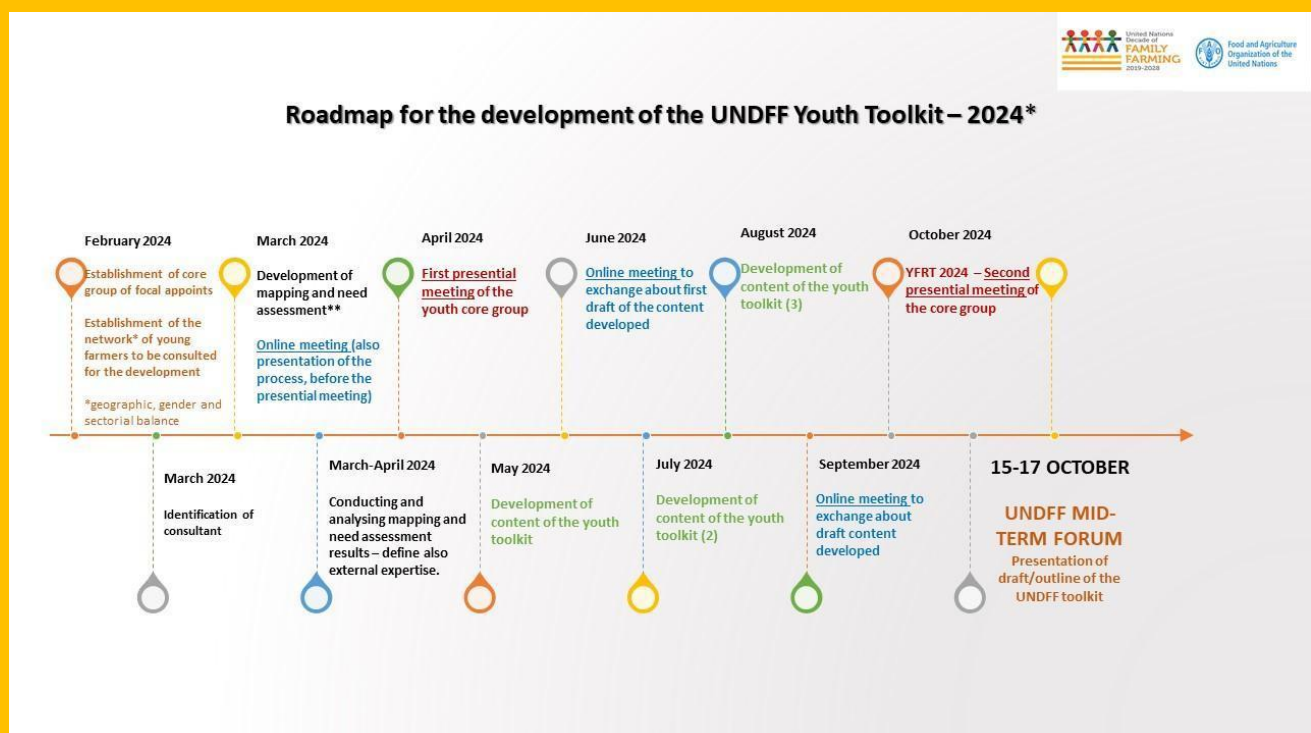 United Nations
Decade of
FAMILY
FARMING
2019-2028
FAO
Food and Agriculture
Organization of the
United Nations
Roadmap for the development of the UNDFF Youth Toolkit – 2024*
February 2024
Establishment of core
group of focal appoints
Establishment of the
network* of young
farmers to be consulted
for the development
*geographic, gender and
sectorial balance
March 2024
Identification of
consultant
March 2024
Development of
mapping and need
assessment**
Online meeting (also
presentation of the
process, before the
presential meeting)
March-April 2024
Conducting and
analysing mapping and
need assessment
results – define also
external expertise.
April 2024
First presential
meeting of the
youth core group
May 2024
Development of
content of the youth
toolkit
June 2024
Online meeting to
exchange about first
draft of the content
developed
July 2024
Development of
content of the youth
toolkit (2)
August 2024
Development of
content of the youth
toolkit (3)
September 2024
Online meeting to
exchange about
draft content
developed
October 2024
YFRT 2024 – Second
presential meeting of
the core group
15-17 OCTOBER
UNDFF MID-
TERM FORUM
Presentation of
draft/outline of the
UNDFF toolkit